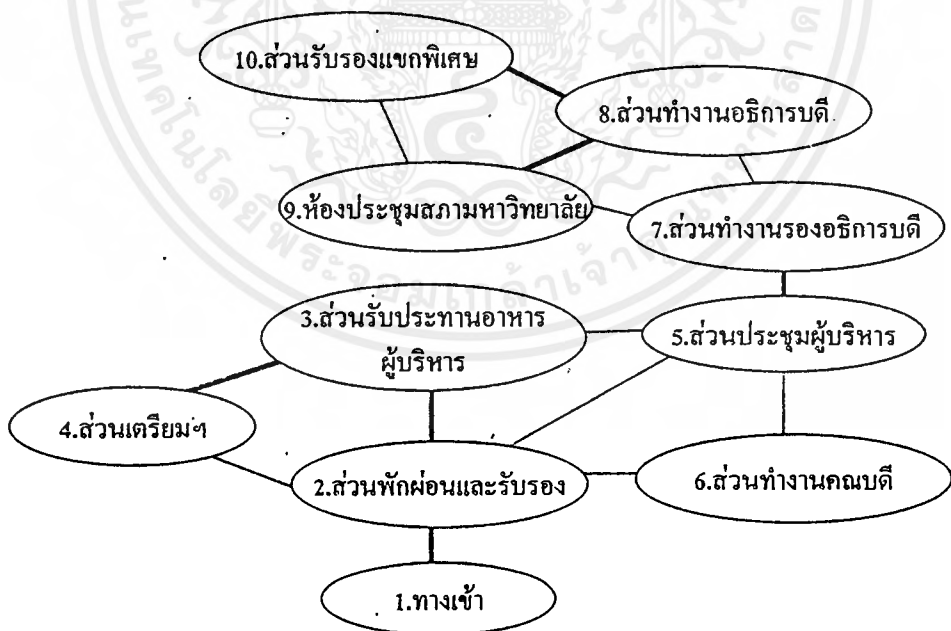 10.ส่วนรับรองแขกพิเศษ
8.ส่วนทำงานอธิการบดี
9.ห้องประชุมสภามหาวิทยาลัย
7.ส่วนทำงานรองอธิการบดี
3.ส่วนรับประทานอาหาร
ผู้บริหาร
5.ส่วนประชุมผู้บริหาร
4.ส่วนเตรียมฯ
2.ส่วนพักผ่อนและรับรอง
6.ส่วนทำงานคณบดี
1.ทางเข้า